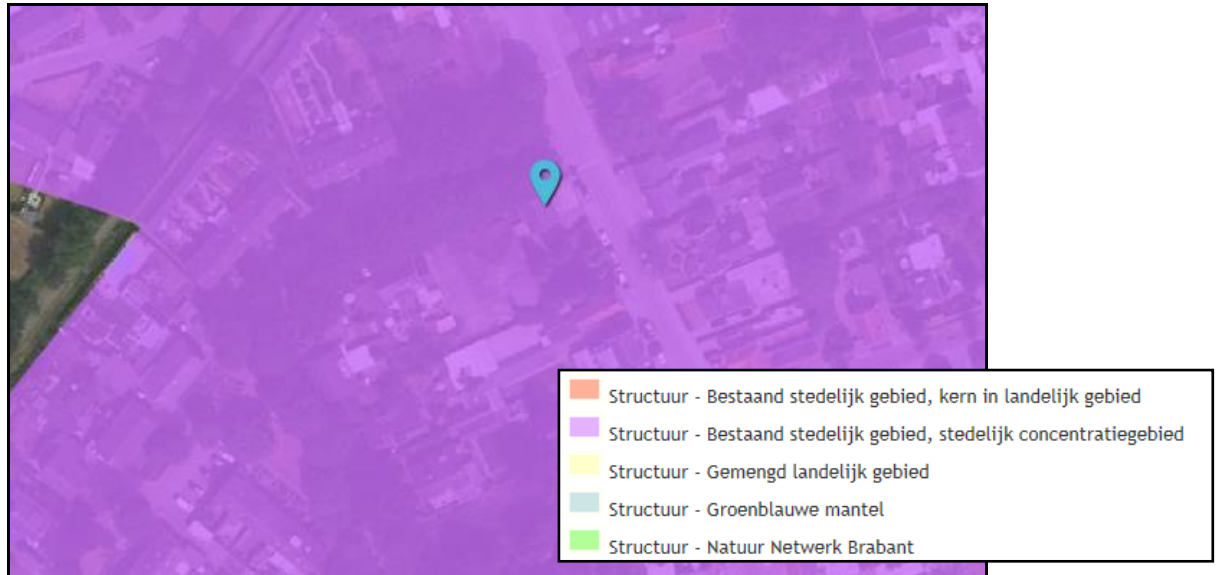 Structuur - Bestaand stedelijk gebied, kern in landelijk gebied
Structuur - Bestaand stedelijk gebied, stedelijk concentratiegebied
Structuur - Gemengd landelijk gebied
Structuur - Groenblauwe mantel
Structuur - Natuur Netwerk Brabant